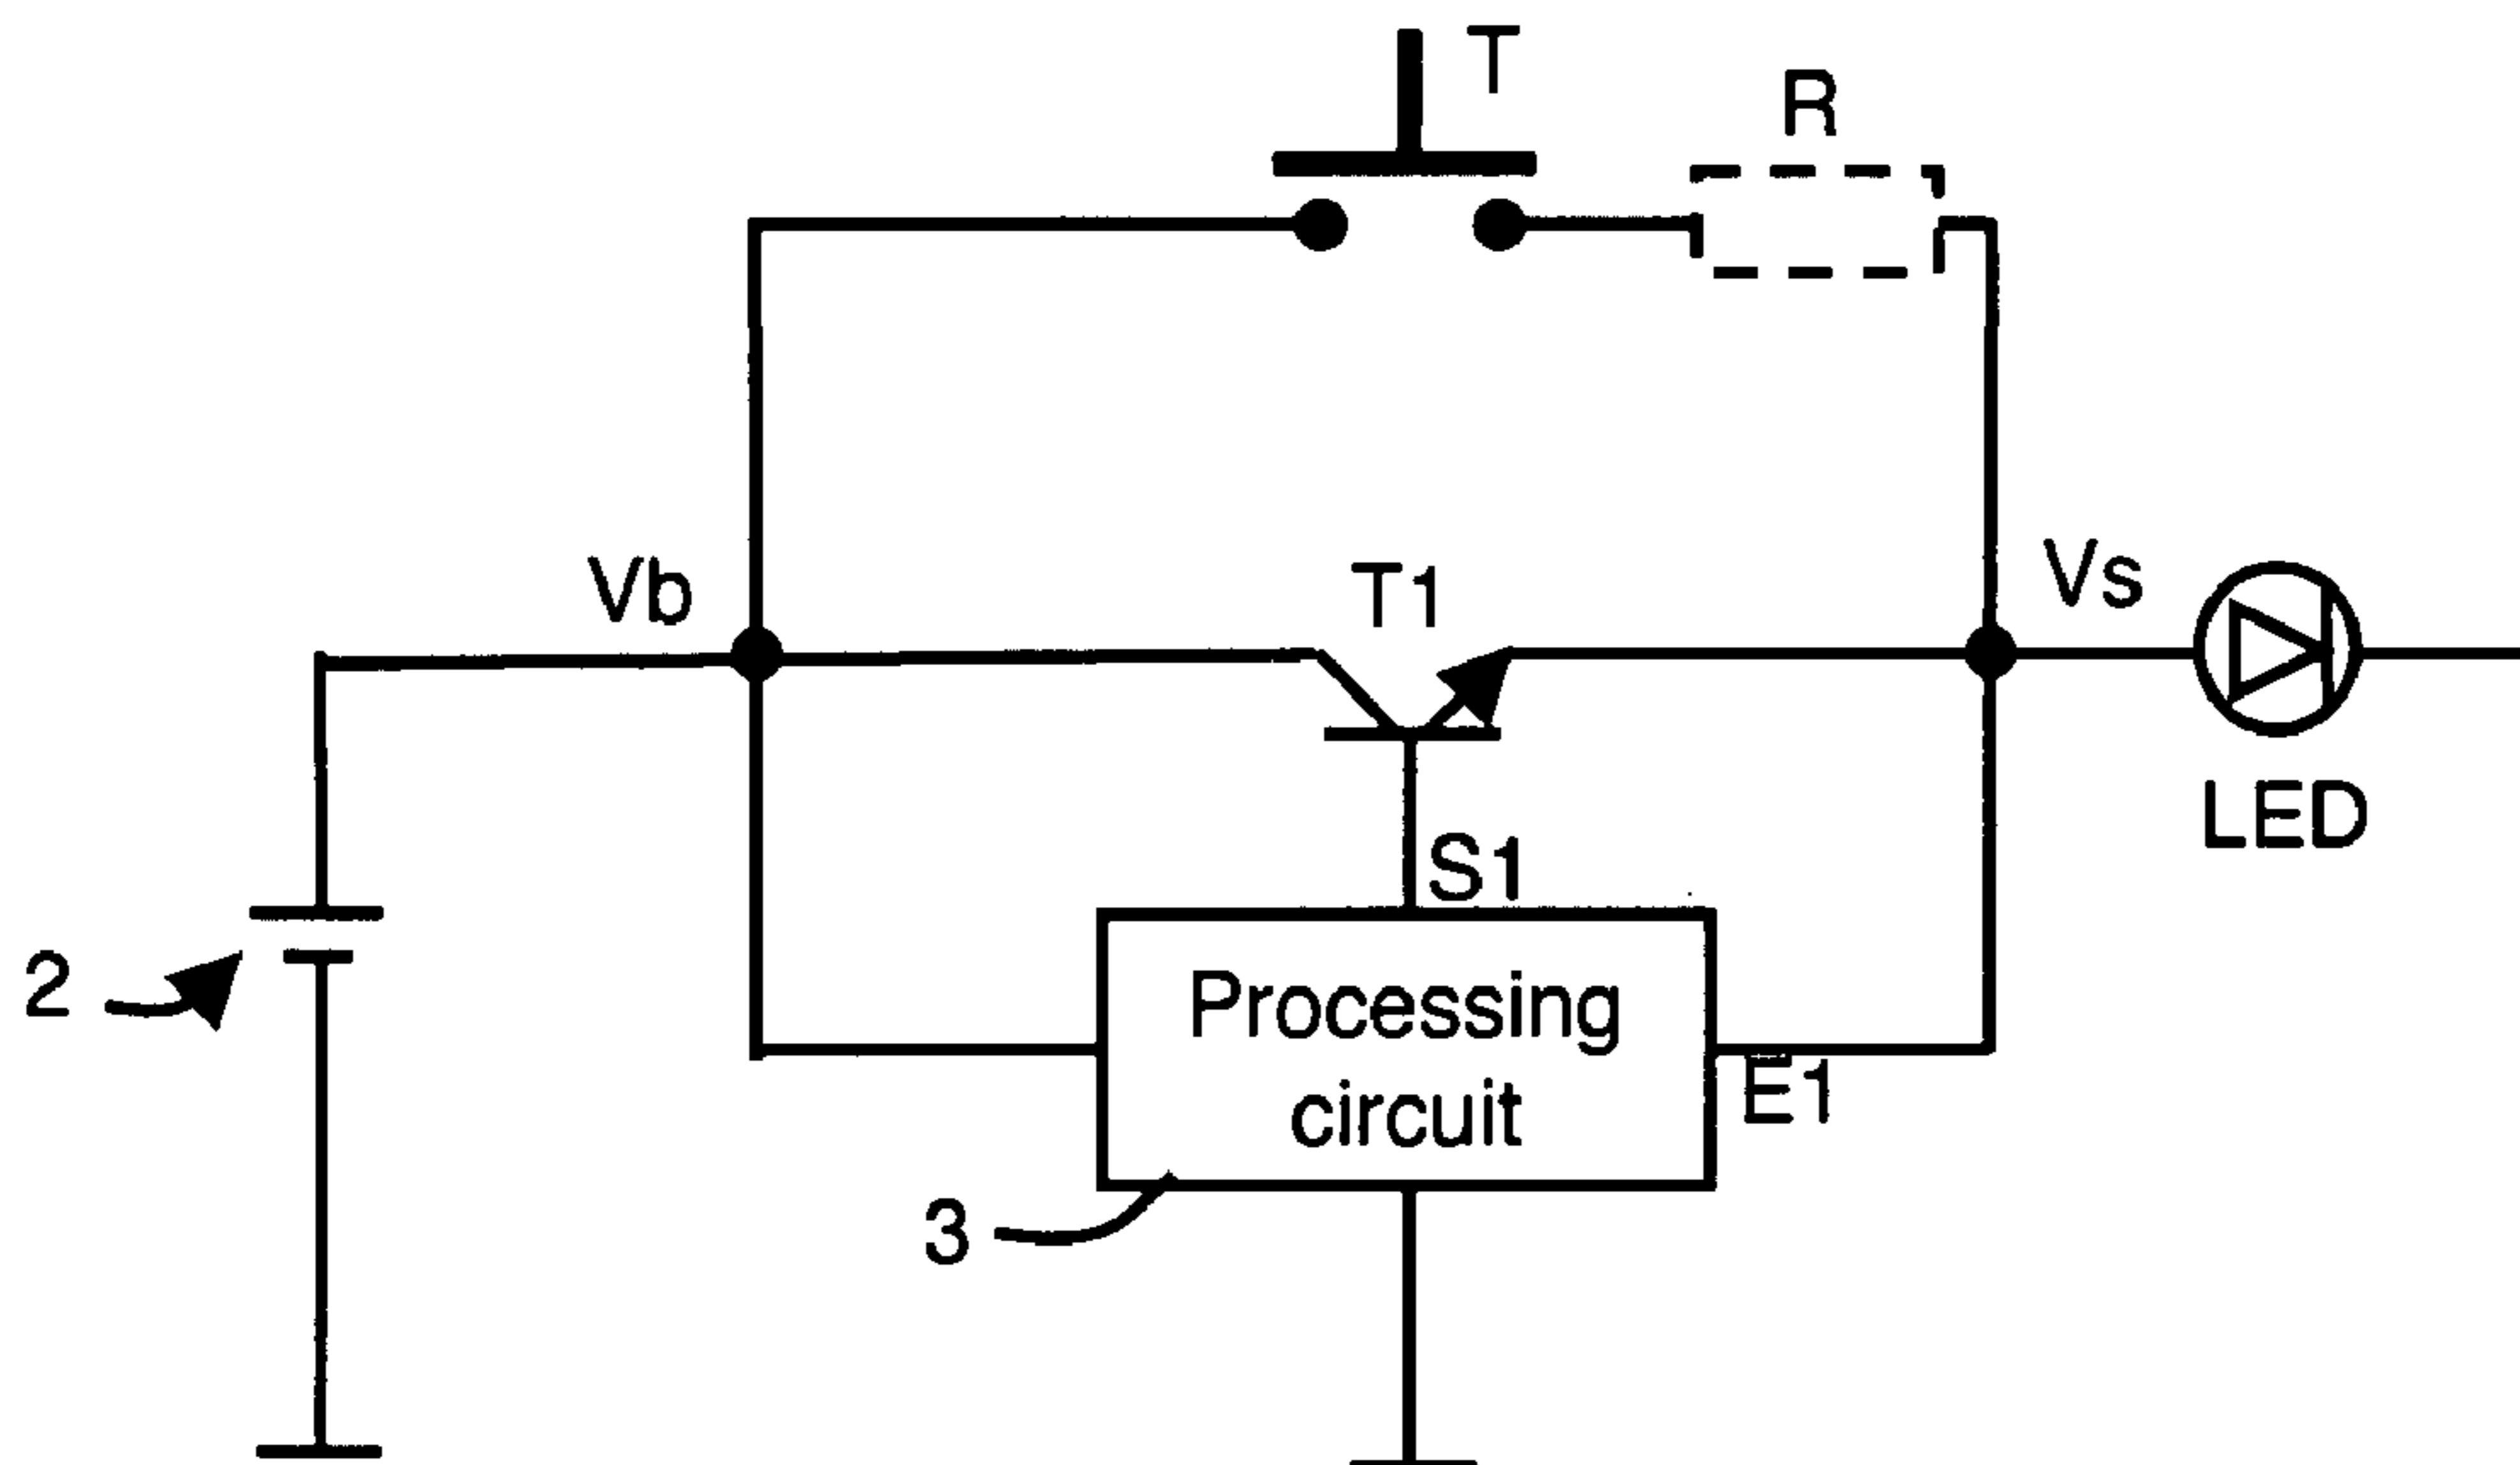 T
R
Vb
T1
Vs
LED
S1
2
Processing
circuit
E1
3